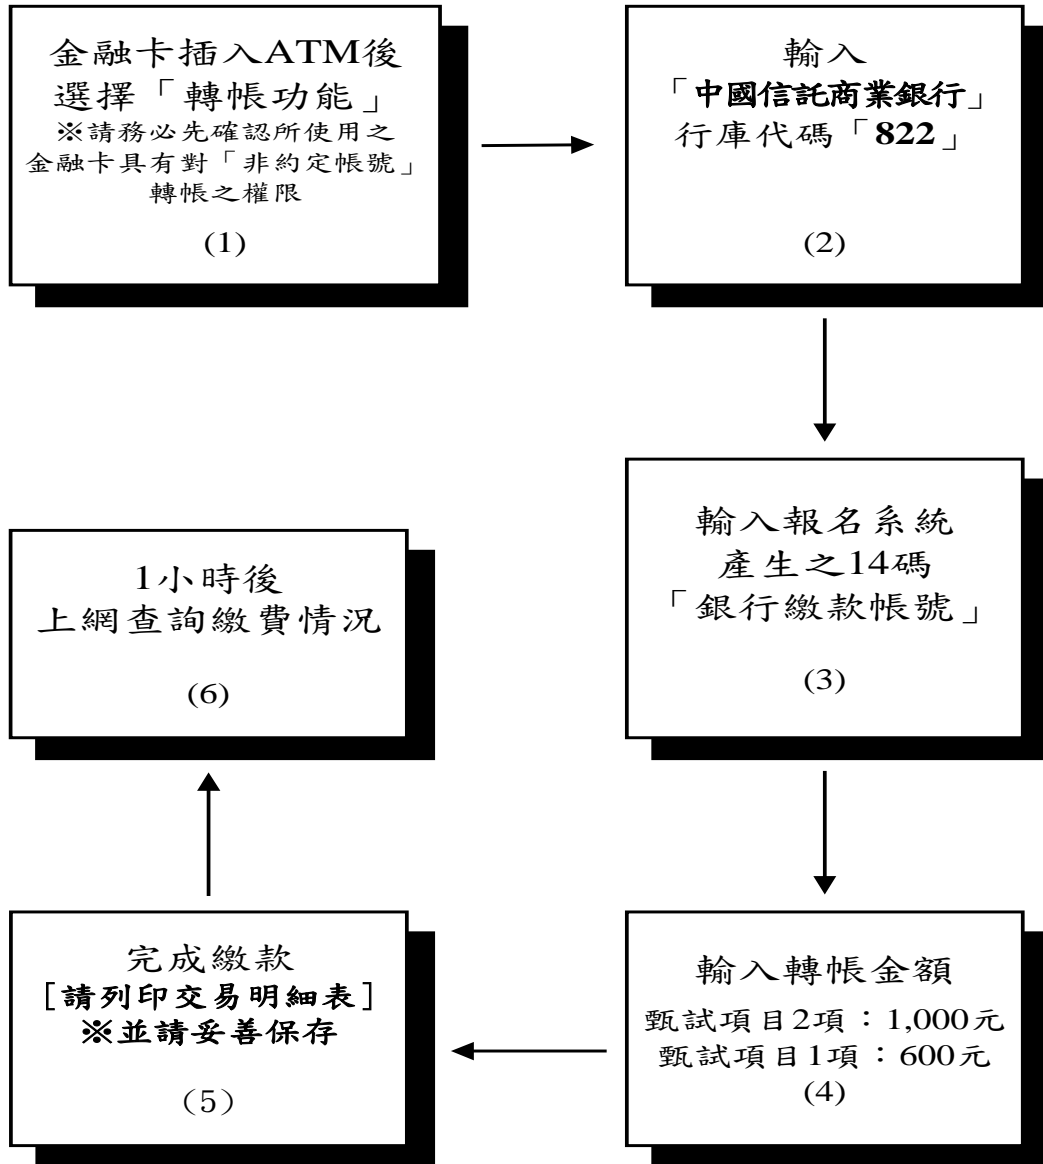 金融卡插入ATM後
選擇「轉帳功能」
※請務必先確認所使用之
金融卡具有對「非約定帳號」
轉帳之權限
(1)
輸入
「中國信託商業銀行」
行庫代碼「822」
(2)
輸入報名系統
產生之14碼
「銀行繳款帳號」
(3)
輸入轉帳金額
甄試項目2項：1,000元
甄試項目1項：600元
(4)
完成繳款
[請列印交易明細表]
※並請妥善保存
(5)
1小時後
上網查詢繳費情況
(6)